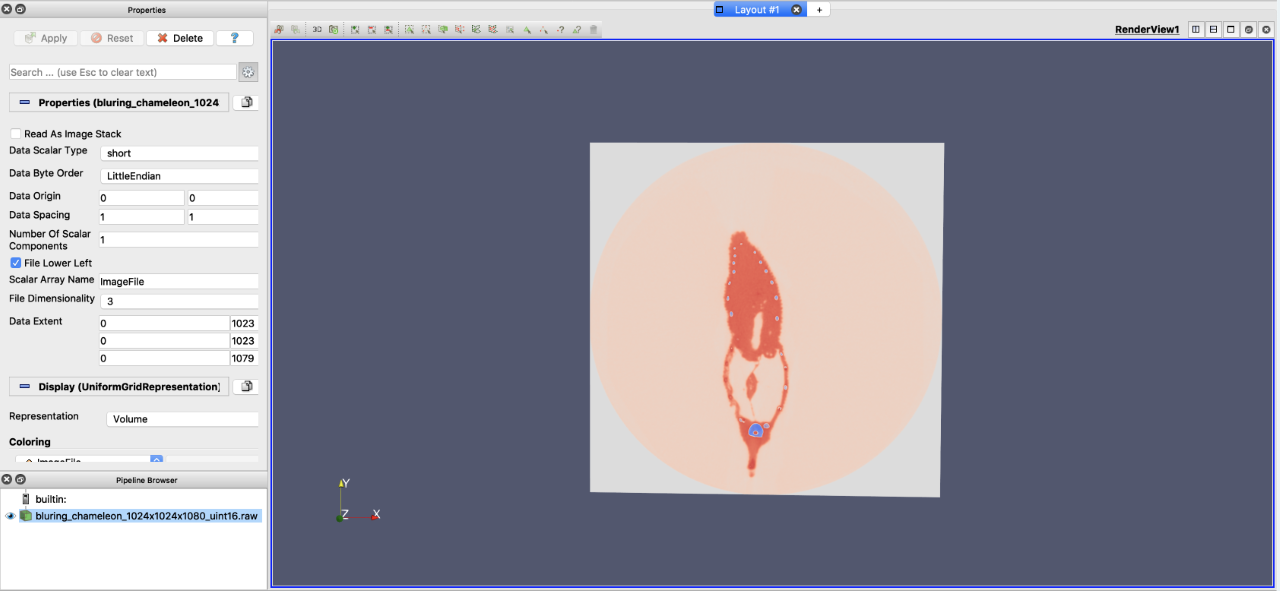 Properties
Layout #1
+
Apply
Reset
Delete
?
3D
RenderView1
Search ... (use Esc to clear text)
Properties (bluring_chameleon_1024
Read As Image Stack
Data Scalar Type short
Data Byte Order LittleEndian
Data Origin 0 0
Data Spacing 1 1
Number Of Scalar
Components 1
File Lower Left
Scalar Array Name ImageFile
File Dimensionality 3
Data Extent 0 1023
0 1023
0 1079
Display (UniformGridRepresentation)
Representation Volume
Coloring
ImageFile
Pipeline Browser
builtin:
bluring_chameleon_1024x1024x1080_uint16.raw
Y
Z X